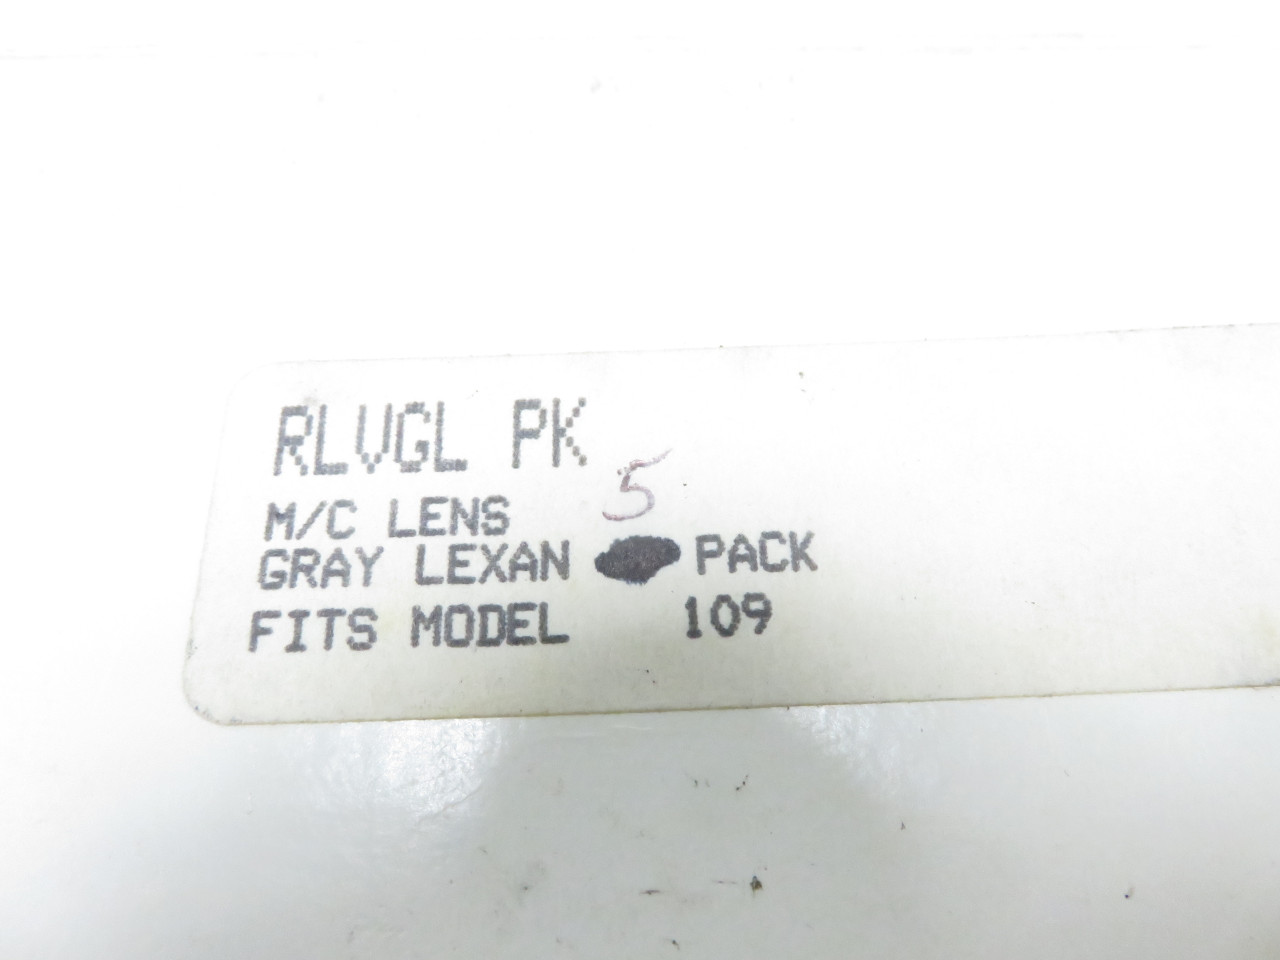 RLVGL PK
M/C LENS
GRAY LEXAN 5 PACK
FITS MODEL 109